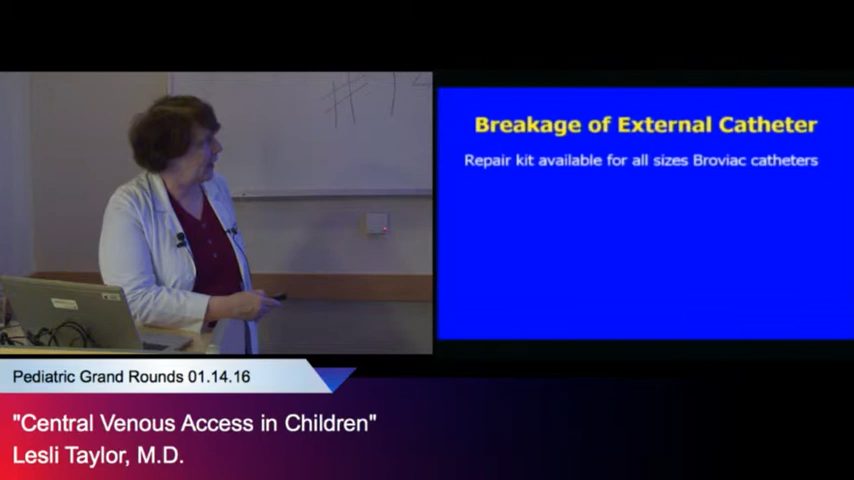 Breakage of External Catheter
Repair kit available for all sizes Broviac catheters
Pediatric Grand Rounds 01.14.16
"Central Venous Access in Children"
Lesli Taylor, M.D.